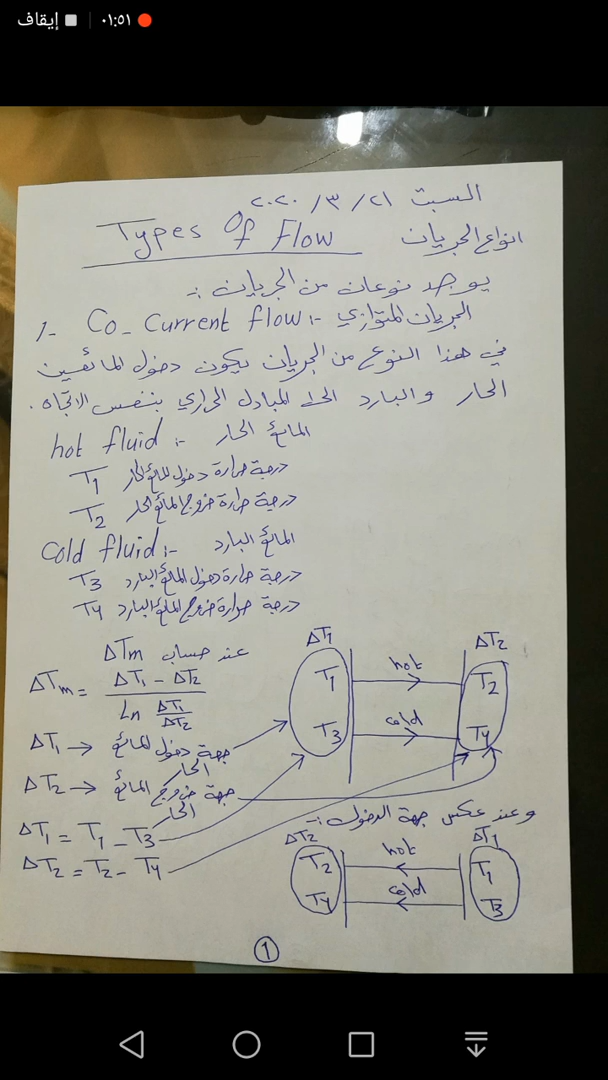 ٠١:٥١ إيقاف
السبت ٢١ / ٣ / ٢٠٢٠
Types Of Flow انواع الجريان
يوجد نوعان من الجريان :-
1- Co-Current flow :- الجريان المتوازي
في هذا النوع من الجريان يكون دخول المائعين
الحار والبارد الى المبادل الحراري بنفس الاتجاه .
hot fluid :- المائع الحار
T1 درجة حرارة دخول المائع الحار
T2 درجة حرارة خروج المائع الحار
Cold fluid :- المائع البارد
T3 درجة حرارة دخول المائع البارد
T4 درجة حرارة خروج المائع البارد
عند حساب ΔTm
ΔTm = ΔT1 - ΔT2
Ln ΔT1
ΔT2
ΔT1 → جهة دخول المائع
الحار
ΔT2 → جهة خروج المائع
الحار
ΔT1 = T1 - T3
ΔT2 = T2 - T4
ΔT1 ΔT2
T1 hot T2
T3 cold T4
وعند عكس جهة الدخول :-
ΔT2 ΔT1
T2 hot T1
T4 cold T3
1